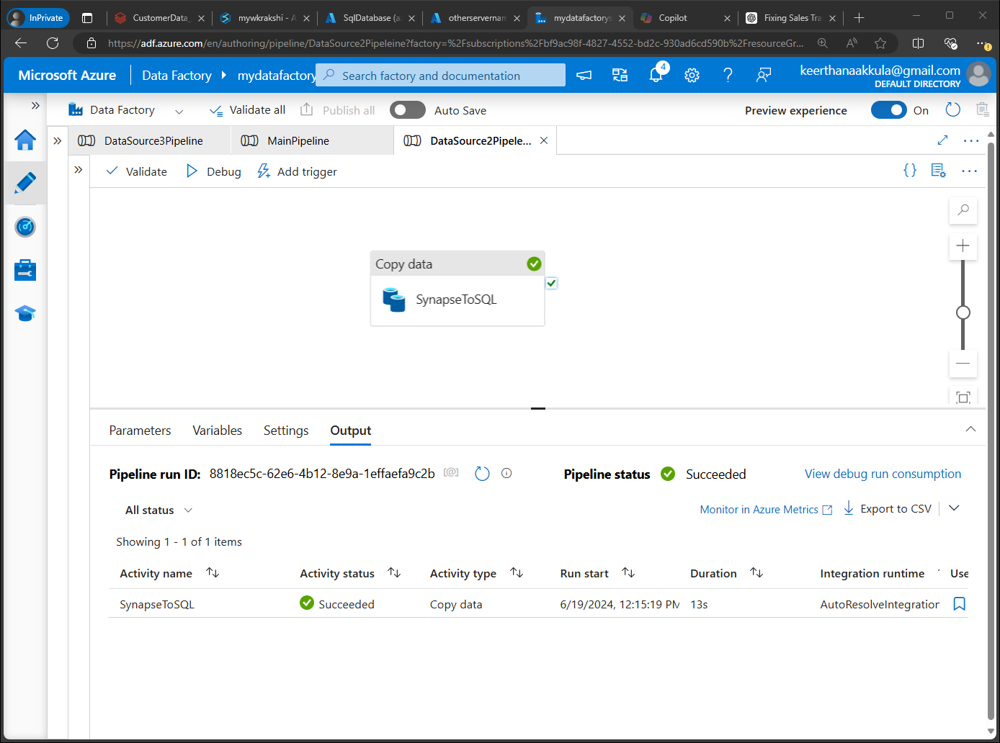 InPrivate
CustomerData_
mywkrakshi - A
SqlDatabase (a:
otherservernam
mydatafactorys
Copilot
Fixing Sales Tra
https://adf.azure.com/en/authoring/pipeline/DataSource2Pipeleine?factory=%2Fsubscriptions%2Fbf9ac98f-4827-4552-bd2c-930ad6cd590b%2FresourceGr...
Microsoft Azure
Data Factory
mydatafactory
Search factory and documentation
4
keerthanaakkula@gmail.com
DEFAULT DIRECTORY
Data Factory
Validate all
Publish all
Auto Save
Preview experience
On
DataSource3Pipeline
MainPipeline
DataSource2Pipele...
Validate
Debug
Add trigger
Copy data
SynapseToSQL
Parameters
Variables
Settings
Output
Pipeline run ID: 8818ec5c-62e6-4b12-8e9a-1effaefa9c2b
Pipeline status
Succeeded
View debug run consumption
All status
Monitor in Azure Metrics
Export to CSV
Showing 1 - 1 of 1 items
Activity name
Activity status
Activity type
Run start
Duration
Integration runtime
Use
SynapseToSQL
Succeeded
Copy data
6/19/2024, 12:15:19 PM
13s
AutoResolveIntegration